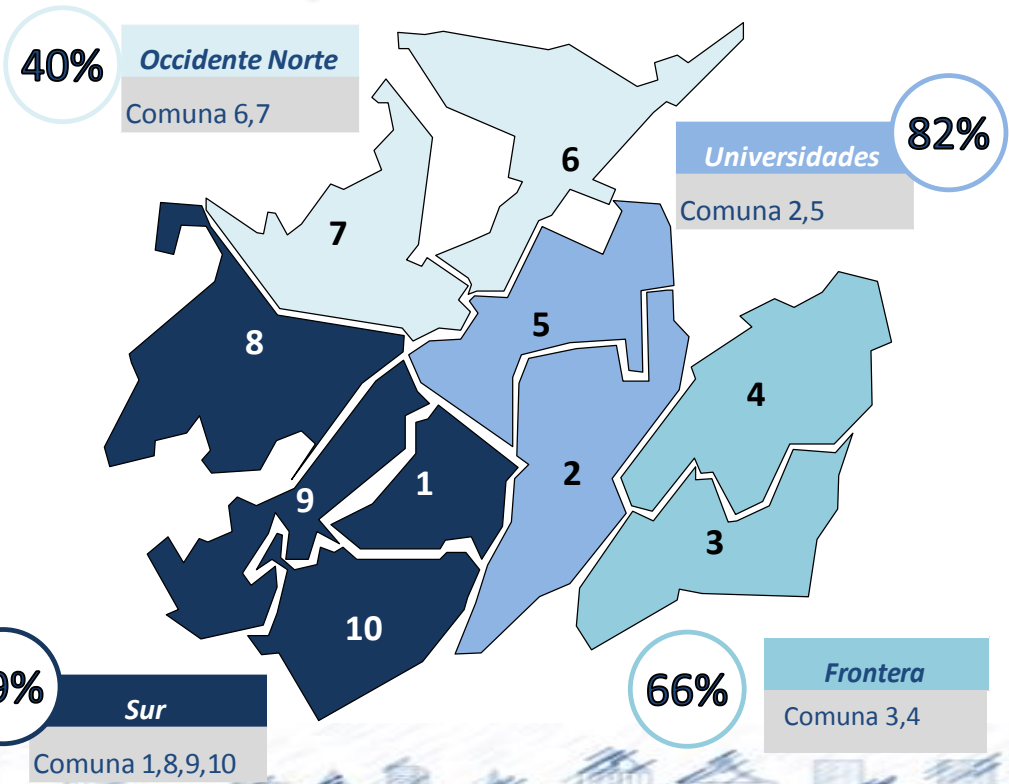 40%
Occidente Norte
Comuna 6,7
Universidades
82%
Comuna 2,5
6
7
5
8
4
1
2
9
3
10
66%
Frontera
Comuna 3,4
9%
Sur
Comuna 1,8,9,10